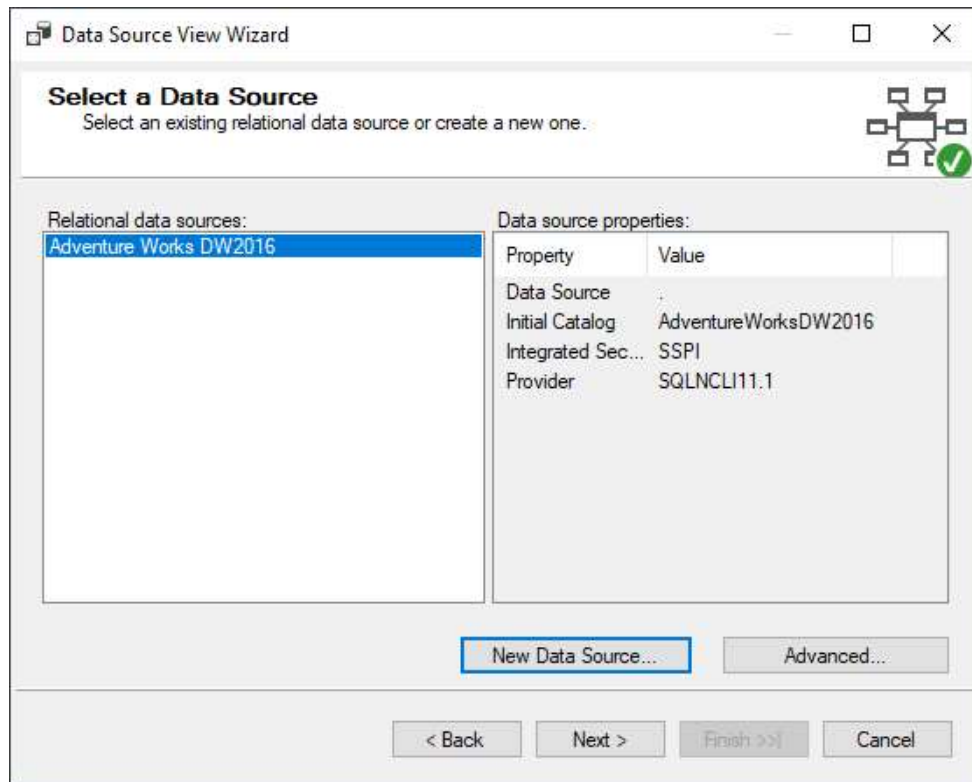 Data Source View Wizard
Select a Data Source
Select an existing relational data source or create a new one.
Relational data sources:
Adventure Works DW2016
Data source properties:
Property Value
Data Source .
Initial Catalog AdventureWorksDW2016
Integrated Sec... SSPI
Provider SQLNCLI11.1
New Data Source... Advanced...
< Back Next > Finish >>| Cancel